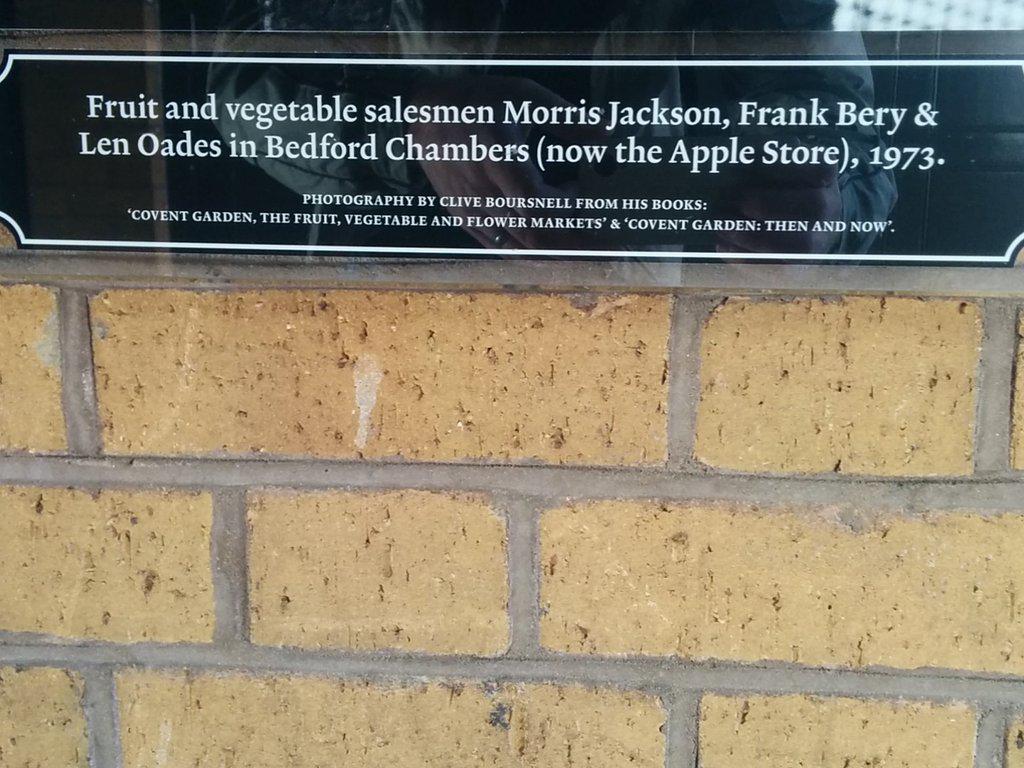 Fruit and vegetable salesmen Morris Jackson, Frank Bery &
Len Oades in Bedford Chambers (now the Apple Store), 1973.
PHOTOGRAPHY BY CLIVE BOURSNELL FROM HIS BOOKS:
‘COVENT GARDEN, THE FRUIT, VEGETABLE AND FLOWER MARKETS’ & ‘COVENT GARDEN: THEN AND NOW’.